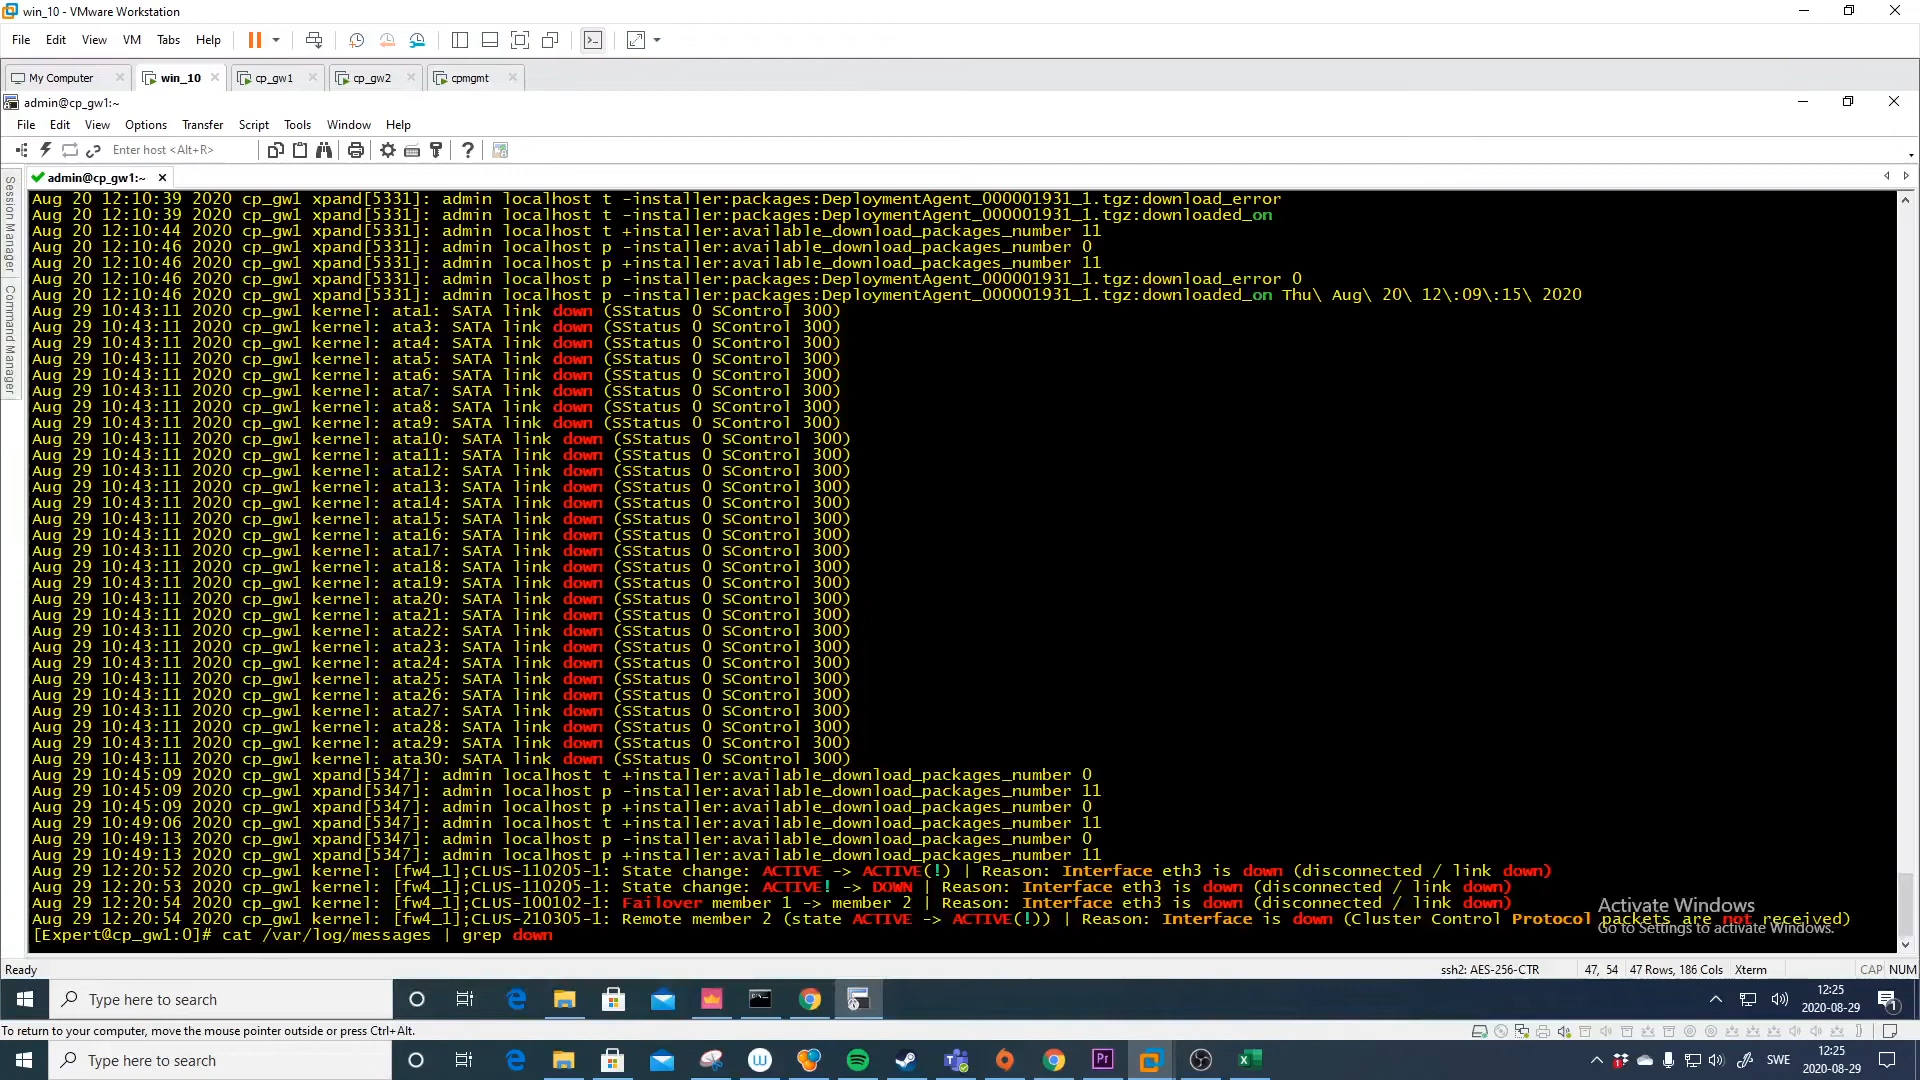 win_10 - VMware Workstation
File Edit View VM Tabs Help
My Computer win_10 cp_gw1 cp_gw2 cpmgmt
admin@cp_gw1:~
File Edit View Options Transfer Script Tools Window Help
Enter host <Alt+R>
admin@cp_gw1:~
Session Manager
Command Manager
Aug 20 12:10:39 2020 cp_gw1 xpand[5331]: admin localhost t -installer:packages:DeploymentAgent_000001931_1.tgz:download_error
Aug 20 12:10:39 2020 cp_gw1 xpand[5331]: admin localhost t -installer:packages:DeploymentAgent_000001931_1.tgz:downloaded_on
Aug 20 12:10:44 2020 cp_gw1 xpand[5331]: admin localhost t +installer:available_download_packages_number 11
Aug 20 12:10:46 2020 cp_gw1 xpand[5331]: admin localhost p -installer:available_download_packages_number 0
Aug 20 12:10:46 2020 cp_gw1 xpand[5331]: admin localhost p +installer:available_download_packages_number 11
Aug 20 12:10:46 2020 cp_gw1 xpand[5331]: admin localhost p -installer:packages:DeploymentAgent_000001931_1.tgz:download_error 0
Aug 20 12:10:46 2020 cp_gw1 xpand[5331]: admin localhost p -installer:packages:DeploymentAgent_000001931_1.tgz:downloaded_on Thu\ Aug\ 20\ 12\:09\:15\ 2020
Aug 29 10:43:11 2020 cp_gw1 kernel: ata1: SATA link down (SStatus 0 SControl 300)
Aug 29 10:43:11 2020 cp_gw1 kernel: ata3: SATA link down (SStatus 0 SControl 300)
Aug 29 10:43:11 2020 cp_gw1 kernel: ata4: SATA link down (SStatus 0 SControl 300)
Aug 29 10:43:11 2020 cp_gw1 kernel: ata5: SATA link down (SStatus 0 SControl 300)
Aug 29 10:43:11 2020 cp_gw1 kernel: ata6: SATA link down (SStatus 0 SControl 300)
Aug 29 10:43:11 2020 cp_gw1 kernel: ata7: SATA link down (SStatus 0 SControl 300)
Aug 29 10:43:11 2020 cp_gw1 kernel: ata8: SATA link down (SStatus 0 SControl 300)
Aug 29 10:43:11 2020 cp_gw1 kernel: ata9: SATA link down (SStatus 0 SControl 300)
Aug 29 10:43:11 2020 cp_gw1 kernel: ata10: SATA link down (SStatus 0 SControl 300)
Aug 29 10:43:11 2020 cp_gw1 kernel: ata11: SATA link down (SStatus 0 SControl 300)
Aug 29 10:43:11 2020 cp_gw1 kernel: ata12: SATA link down (SStatus 0 SControl 300)
Aug 29 10:43:11 2020 cp_gw1 kernel: ata13: SATA link down (SStatus 0 SControl 300)
Aug 29 10:43:11 2020 cp_gw1 kernel: ata14: SATA link down (SStatus 0 SControl 300)
Aug 29 10:43:11 2020 cp_gw1 kernel: ata15: SATA link down (SStatus 0 SControl 300)
Aug 29 10:43:11 2020 cp_gw1 kernel: ata16: SATA link down (SStatus 0 SControl 300)
Aug 29 10:43:11 2020 cp_gw1 kernel: ata17: SATA link down (SStatus 0 SControl 300)
Aug 29 10:43:11 2020 cp_gw1 kernel: ata18: SATA link down (SStatus 0 SControl 300)
Aug 29 10:43:11 2020 cp_gw1 kernel: ata19: SATA link down (SStatus 0 SControl 300)
Aug 29 10:43:11 2020 cp_gw1 kernel: ata20: SATA link down (SStatus 0 SControl 300)
Aug 29 10:43:11 2020 cp_gw1 kernel: ata21: SATA link down (SStatus 0 SControl 300)
Aug 29 10:43:11 2020 cp_gw1 kernel: ata22: SATA link down (SStatus 0 SControl 300)
Aug 29 10:43:11 2020 cp_gw1 kernel: ata23: SATA link down (SStatus 0 SControl 300)
Aug 29 10:43:11 2020 cp_gw1 kernel: ata24: SATA link down (SStatus 0 SControl 300)
Aug 29 10:43:11 2020 cp_gw1 kernel: ata25: SATA link down (SStatus 0 SControl 300)
Aug 29 10:43:11 2020 cp_gw1 kernel: ata26: SATA link down (SStatus 0 SControl 300)
Aug 29 10:43:11 2020 cp_gw1 kernel: ata27: SATA link down (SStatus 0 SControl 300)
Aug 29 10:43:11 2020 cp_gw1 kernel: ata28: SATA link down (SStatus 0 SControl 300)
Aug 29 10:43:11 2020 cp_gw1 kernel: ata29: SATA link down (SStatus 0 SControl 300)
Aug 29 10:43:11 2020 cp_gw1 kernel: ata30: SATA link down (SStatus 0 SControl 300)
Aug 29 10:45:09 2020 cp_gw1 xpand[5347]: admin localhost t +installer:available_download_packages_number 0
Aug 29 10:45:09 2020 cp_gw1 xpand[5347]: admin localhost p -installer:available_download_packages_number 11
Aug 29 10:45:09 2020 cp_gw1 xpand[5347]: admin localhost p +installer:available_download_packages_number 0
Aug 29 10:49:06 2020 cp_gw1 xpand[5347]: admin localhost t +installer:available_download_packages_number 11
Aug 29 10:49:13 2020 cp_gw1 xpand[5347]: admin localhost p -installer:available_download_packages_number 0
Aug 29 10:49:13 2020 cp_gw1 xpand[5347]: admin localhost p +installer:available_download_packages_number 11
Aug 29 12:20:52 2020 cp_gw1 kernel: [fw4_1];CLUS-110205-1: State change: ACTIVE -> ACTIVE(!) | Reason: Interface eth3 is down (disconnected / link down)
Aug 29 12:20:53 2020 cp_gw1 kernel: [fw4_1];CLUS-110205-1: State change: ACTIVE! -> DOWN | Reason: Interface eth3 is down (disconnected / link down)
Aug 29 12:20:54 2020 cp_gw1 kernel: [fw4_1];CLUS-100102-1: Failover member 1 -> member 2 | Reason: Interface eth3 is down (disconnected / link down)
Aug 29 12:20:54 2020 cp_gw1 kernel: [fw4_1];CLUS-210305-1: Remote member 2 (state ACTIVE -> ACTIVE(!)) | Reason: Interface is down (Cluster Control Protocol packets are not received)
[Expert@cp_gw1:0]# cat /var/log/messages | grep down
Activate Windows
Go to Settings to activate Windows.
Ready ssh2: AES-256-CTR 47, 54 47 Rows, 186 Cols Xterm CAP NUM
Type here to search 12:25
2020-08-29
1
To return to your computer, move the mouse pointer outside or press Ctrl+Alt.
Type here to search SWE 12:25
2020-08-29